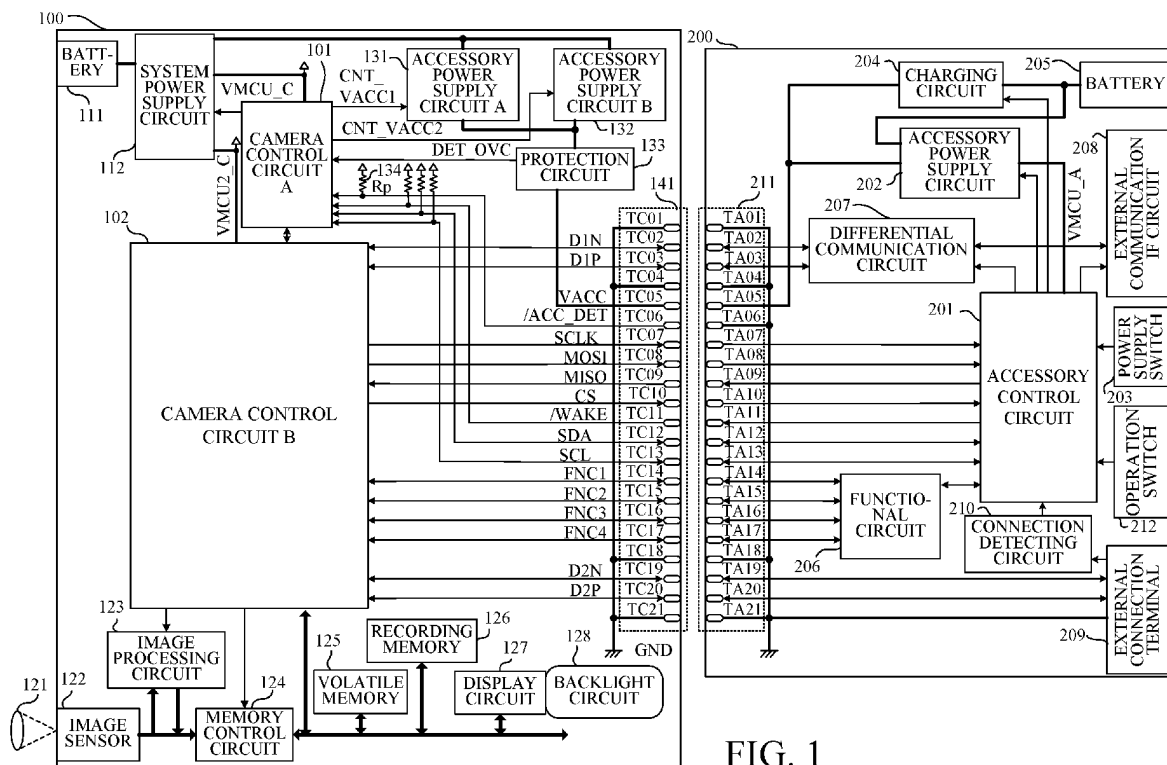 100
BATT-
ERY
111
SYSTEM
POWER
SUPPLY
CIRCUIT
112
VMCU_C
VMCU2_C
101
CAMERA
CONTROL
CIRCUIT
A
CNT_
VACC1
CNT_VACC2
DET_OVC
131
ACCESSORY
POWER
SUPPLY
CIRCUIT A
ACCESSORY
POWER
SUPPLY
CIRCUIT B
132
PROTECTION
CIRCUIT
133
134
Rp
141
102
CAMERA CONTROL
CIRCUIT B
D1N
D1P
VACC
/ACC_DET
SCLK
MOSI
MISO
CS
/WAKE
SDA
SCL
FNC1
FNC2
FNC3
FNC4
D2N
D2P
TC01
TC02
TC03
TC04
TC05
TC06
TC07
TC08
TC09
TC10
TC11
TC12
TC13
TC14
TC15
TC16
TC17
TC18
TC19
TC20
TC21
GND
121
122
IMAGE
SENSOR
123
IMAGE
PROCESSING
CIRCUIT
124
MEMORY
CONTROL
CIRCUIT
125
VOLATILE
MEMORY
RECORDING
MEMORY
126
127
DISPLAY
CIRCUIT
128
BACKLIGHT
CIRCUIT
200
211
TA01
TA02
TA03
TA04
TA05
TA06
TA07
TA08
TA09
TA10
TA11
TA12
TA13
TA14
TA15
TA16
TA17
TA18
TA19
TA20
TA21
204
CHARGING
CIRCUIT
205
BATTERY
ACCESSORY
POWER
SUPPLY
CIRCUIT
202
VMCU_A
207
DIFFERENTIAL
COMMUNICATION
CIRCUIT
208
EXTERNAL
COMMUNICATION
IF CIRCUIT
201
ACCESSORY
CONTROL
CIRCUIT
POWER
SUPPLY
SWITCH
203
OPERATION
SWITCH
212
FUNCTIO-
NAL
CIRCUIT
206
210
CONNECTION
DETECTING
CIRCUIT
EXTERNAL
CONNECTION
TERMINAL
209
FIG. 1